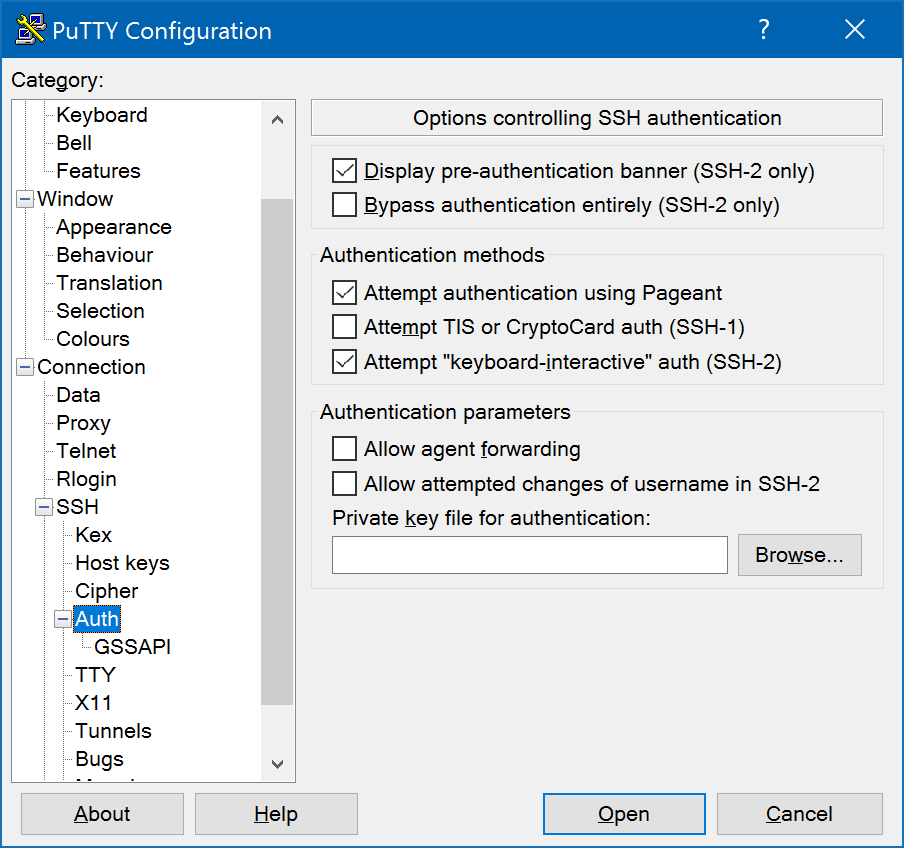 PuTTY Configuration
?
Category:
Keyboard
Bell
Features
Window
Appearance
Behaviour
Translation
Selection
Colours
Connection
Data
Proxy
Telnet
Rlogin
SSH
Kex
Host keys
Cipher
Auth
GSSAPI
TTY
X11
Tunnels
Bugs
Options controlling SSH authentication
Display pre-authentication banner (SSH-2 only)
Bypass authentication entirely (SSH-2 only)
Authentication methods
Attempt authentication using Pageant
Attempt TIS or CryptoCard auth (SSH-1)
Attempt "keyboard-interactive" auth (SSH-2)
Authentication parameters
Allow agent forwarding
Allow attempted changes of username in SSH-2
Private key file for authentication:
Browse...
About
Help
Open
Cancel